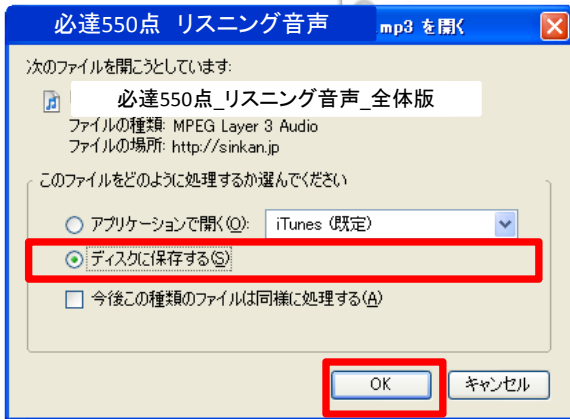 必達550点 リスニング音声 mp3 を開く
次のファイルを開こうとしています:
必達550点_リスニング音声_全体版
ファイルの種類: MPEG Layer 3 Audio
ファイルの場所: http://sinkan.jp
このファイルをどのように処理するか選んでください
アプリケーションで開く(O): iTunes (既定)
ディスクに保存する(S)
今後この種類のファイルは同様に処理する(A)
OK キャンセル